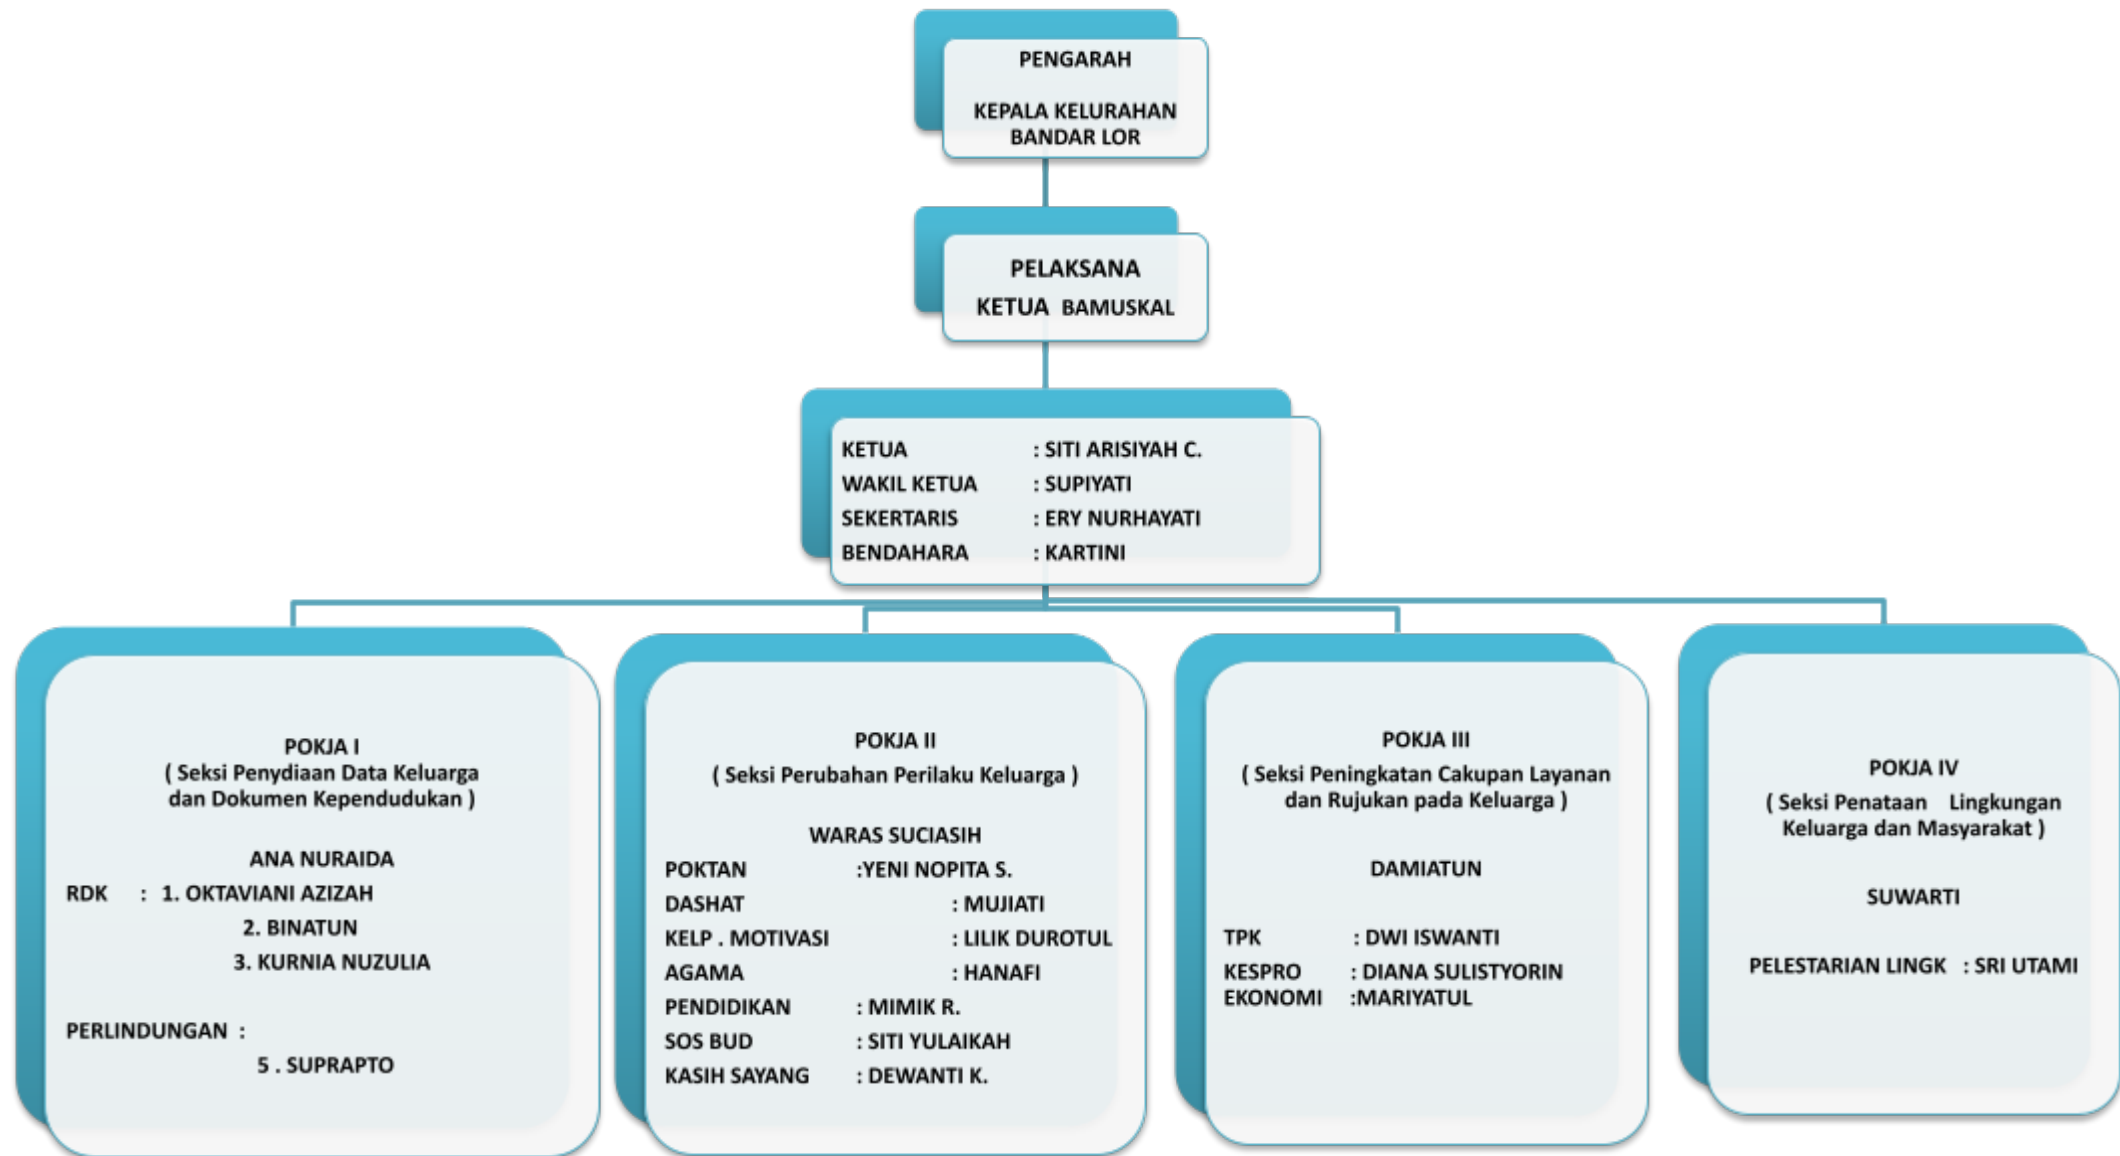 PENGARAH
KEPALA KELURAHAN
BANDAR LOR
PELAKSANA
KETUA BAMUSKAL
KETUA : SITI ARISIYAH C.
WAKIL KETUA : SUPIYATI
SEKERTARIS : ERY NURHAYATI
BENDAHARA : KARTINI
POKJA I
( Seksi Penydiaan Data Keluarga
dan Dokumen Kependudukan )
ANA NURAIDA
RDK : 1. OKTAVIANI AZIZAH
2. BINATUN
3. KURNIA NUZULIA
PERLINDUNGAN :
5 . SUPRAPTO
POKJA II
( Seksi Perubahan Perilaku Keluarga )
WARAS SUCIASIH
POKTAN :YENI NOPITA S.
DASHAT : MUJIATI
KELP . MOTIVASI : LILIK DUROTUL
AGAMA : HANAFI
PENDIDIKAN : MIMIK R.
SOS BUD : SITI YULAIKAH
KASIH SAYANG : DEWANTI K.
POKJA III
( Seksi Peningkatan Cakupan Layanan
dan Rujukan pada Keluarga )
DAMIATUN
TPK : DWI ISWANTI
KESPRO : DIANA SULISTYORIN
EKONOMI :MARIYATUL
POKJA IV
( Seksi Penataan Lingkungan
Keluarga dan Masyarakat )
SUWARTI
PELESTARIAN LINGK : SRI UTAMI